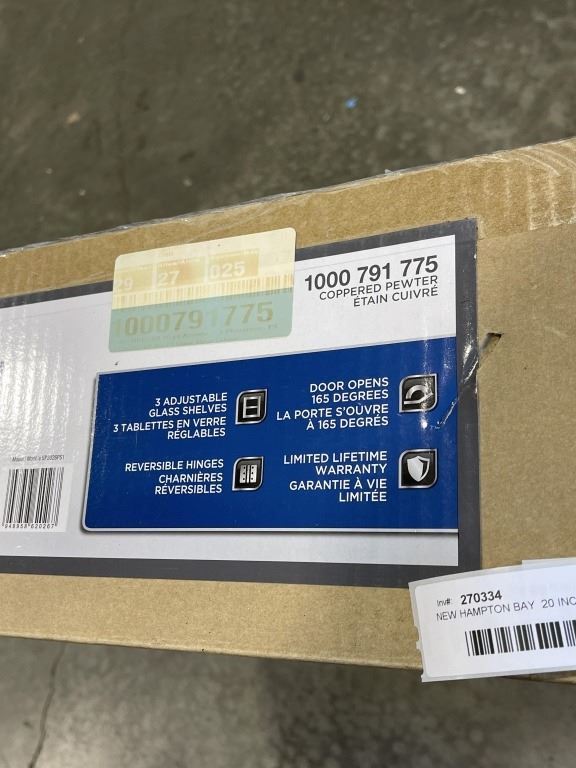 29 27 025
1000791775
1000 791 775
COPPERED PEWTER
ÉTAIN CUIVRÉ
3 ADJUSTABLE
GLASS SHELVES
3 TABLETTES EN VERRE
RÉGLABLES
DOOR OPENS
165 DEGREES
LA PORTE S'OUVRE
À 165 DEGRÉS
REVERSIBLE HINGES
CHARNIÈRES
RÉVERSIBLES
LIMITED LIFETIME
WARRANTY
GARANTIE À VIE
LIMITÉE
Inv#: 270334
NEW HAMPTON BAY 20 INC